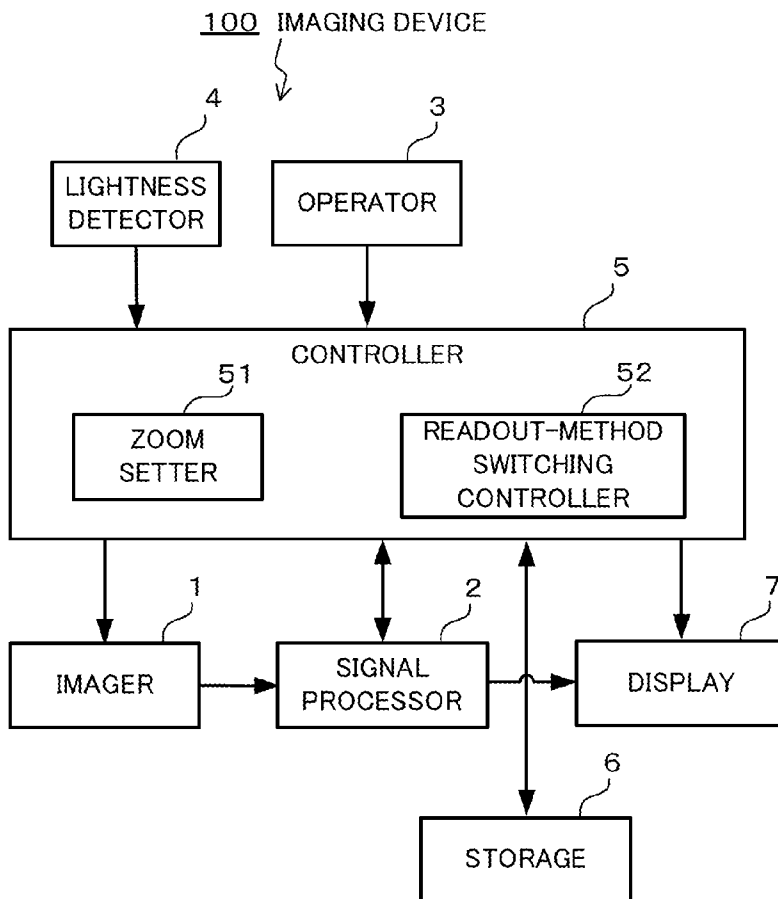 100 IMAGING DEVICE
4
3
LIGHTNESS
DETECTOR
OPERATOR
5
CONTROLLER
51
52
ZOOM
SETTER
READOUT-METHOD
SWITCHING
CONTROLLER
1
2
7
IMAGER
SIGNAL
PROCESSOR
DISPLAY
6
STORAGE